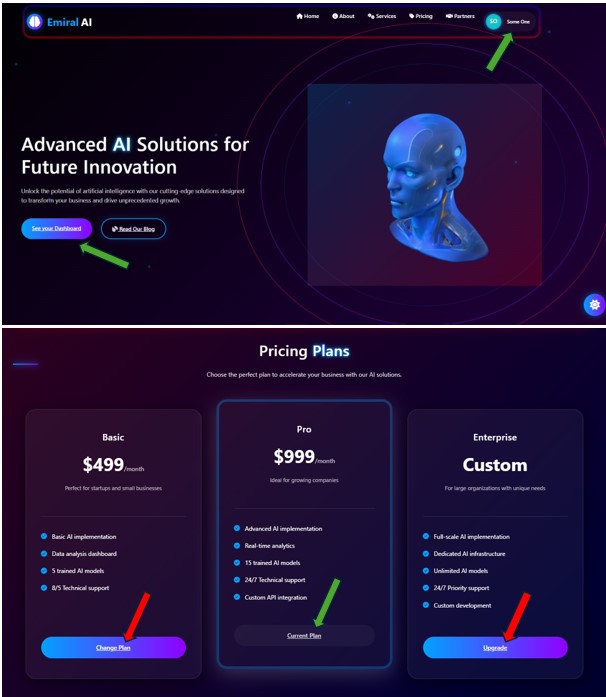 Emiral AI
Home About Services Pricing Partners SO Some One
Advanced AI Solutions for
Future Innovation
Unlock the potential of artificial intelligence with our cutting-edge solutions designed
to transform your business and drive unprecedented growth.
See your Dashboard Read Our Blog
Pricing Plans
Choose the perfect plan to accelerate your business with our AI solutions.
Basic
$499/month
Perfect for startups and small businesses
Basic AI implementation
Data analysis dashboard
5 trained AI models
8/5 Technical support
Change Plan
Pro
$999/month
Ideal for growing companies
Advanced AI implementation
Real-time analytics
15 trained AI models
24/7 Technical support
Custom API integration
Current Plan
Enterprise
Custom
For large organizations with unique needs
Full-scale AI implementation
Dedicated AI infrastructure
Unlimited AI models
24/7 Priority support
Custom development
Upgrade